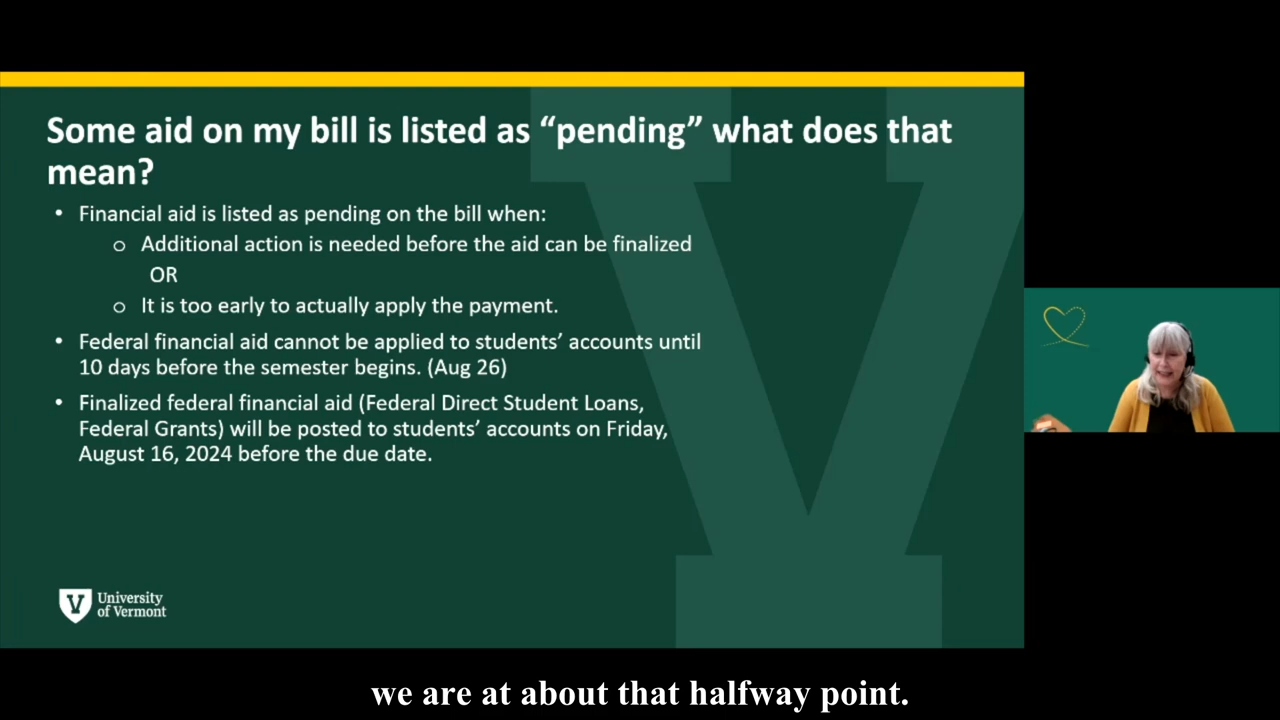 Some aid on my bill is listed as “pending” what does that
mean?
• Financial aid is listed as pending on the bill when:
o Additional action is needed before the aid can be finalized
OR
o It is too early to actually apply the payment.
• Federal financial aid cannot be applied to students’ accounts until
10 days before the semester begins. (Aug 26)
• Finalized federal financial aid (Federal Direct Student Loans,
Federal Grants) will be posted to students’ accounts on Friday,
August 16, 2024 before the due date.
V University
of Vermont
we are at about that halfway point.